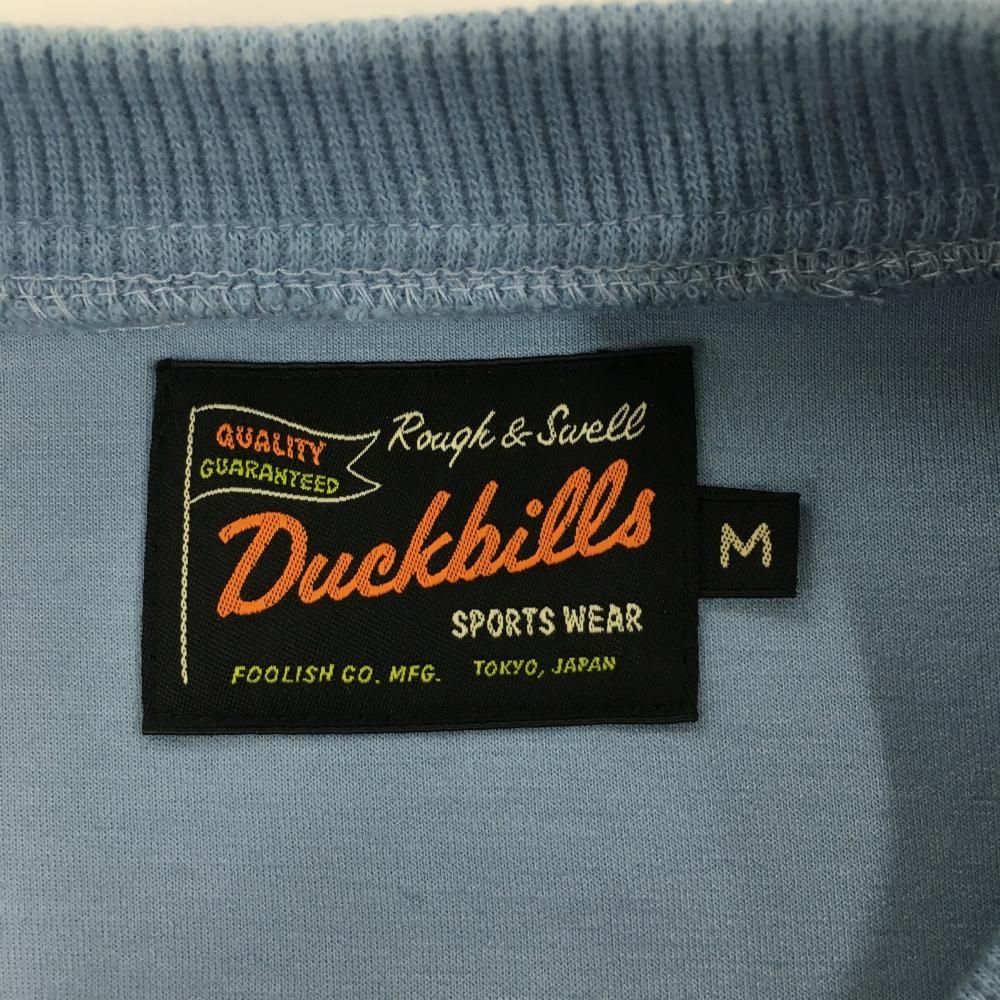 QUALITY
GUARANTEED
Rough & Swell
Duckbills
SPORTS WEAR
FOOLISH CO. MFG. TOKYO, JAPAN
M